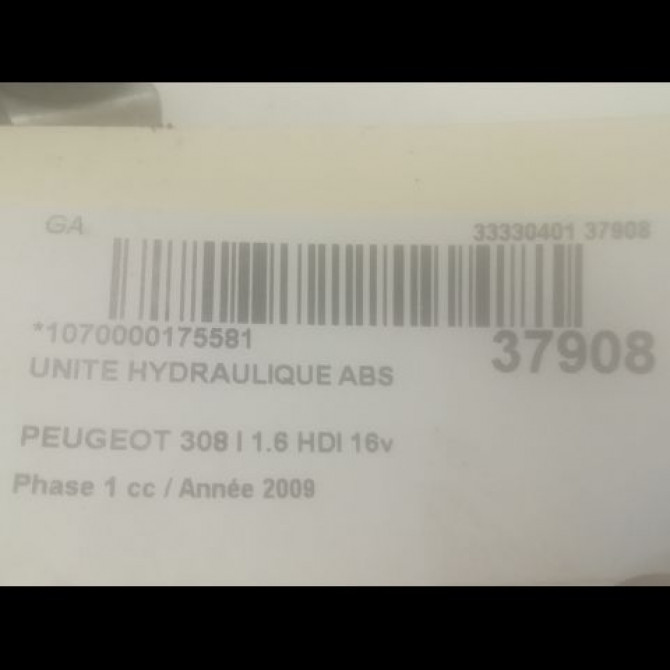 GA
33330401 37908
*1070000175581
37908
UNITE HYDRAULIQUE ABS
PEUGEOT 308 I 1.6 HDI 16v
Phase 1 cc / Année 2009